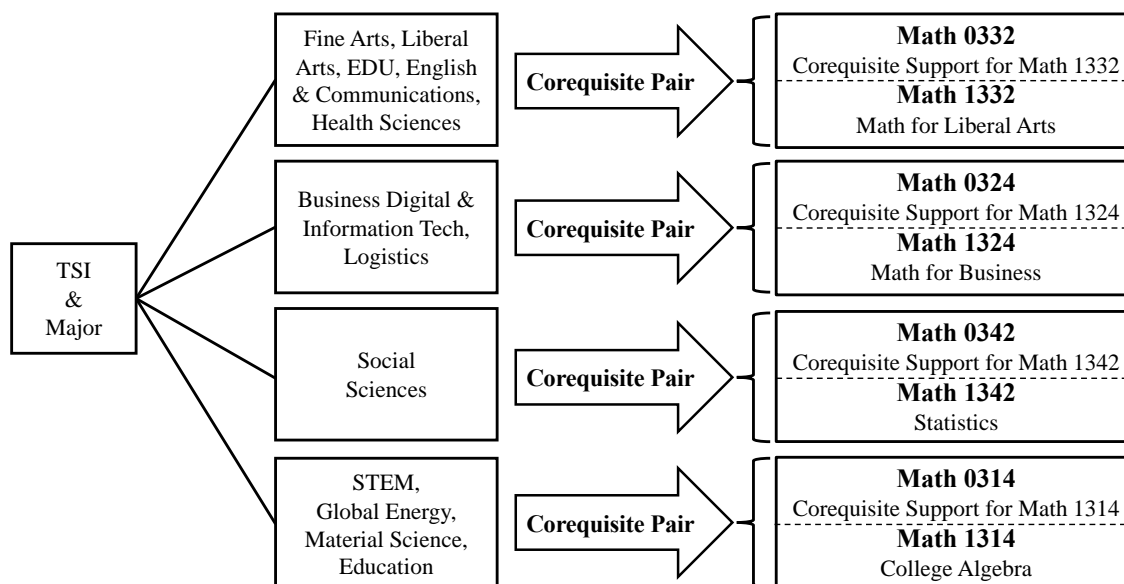 TSI
&
Major
Fine Arts, Liberal
Arts, EDU, English
& Communications,
Health Sciences
Corequisite Pair
Math 0332
Corequisite Support for Math 1332
Math 1332
Math for Liberal Arts
Business Digital &
Information Tech,
Logistics
Corequisite Pair
Math 0324
Corequisite Support for Math 1324
Math 1324
Math for Business
Social
Sciences
Corequisite Pair
Math 0342
Corequisite Support for Math 1342
Math 1342
Statistics
STEM,
Global Energy,
Material Science,
Education
Corequisite Pair
Math 0314
Corequisite Support for Math 1314
Math 1314
College Algebra